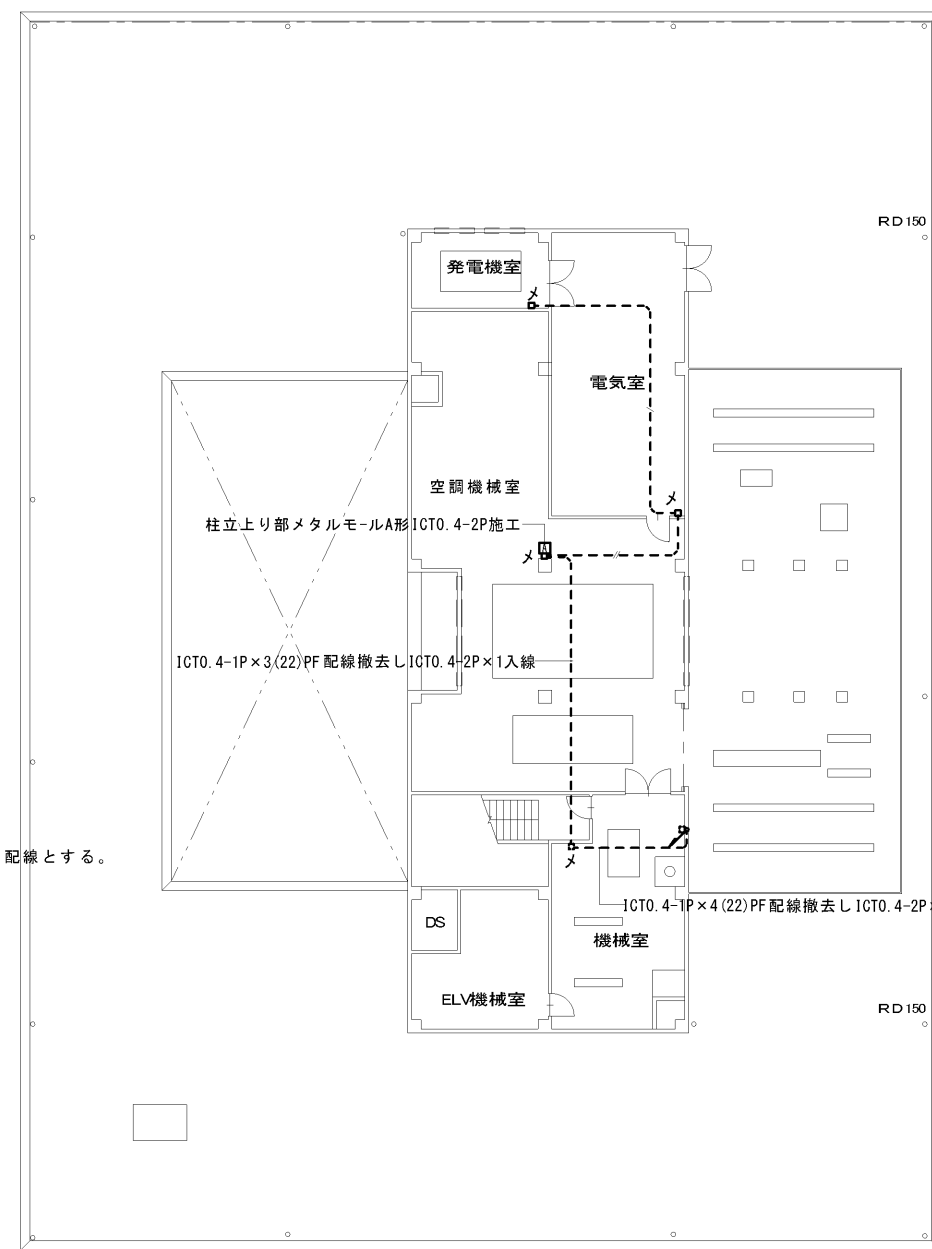 RD150
発電機室
メ
電気室
空調機械室
メ
柱立上り部メタルモールA形ICT0.4-2P施工
A
メ
ICT0.4-1P×3(22)PF配線撤去しICT0.4-2P×1入線
配線とする。
メ
ICT0.4-1P×4(22)PF配線撤去しICT0.4-2P
DS
機械室
ELV機械室
RD150